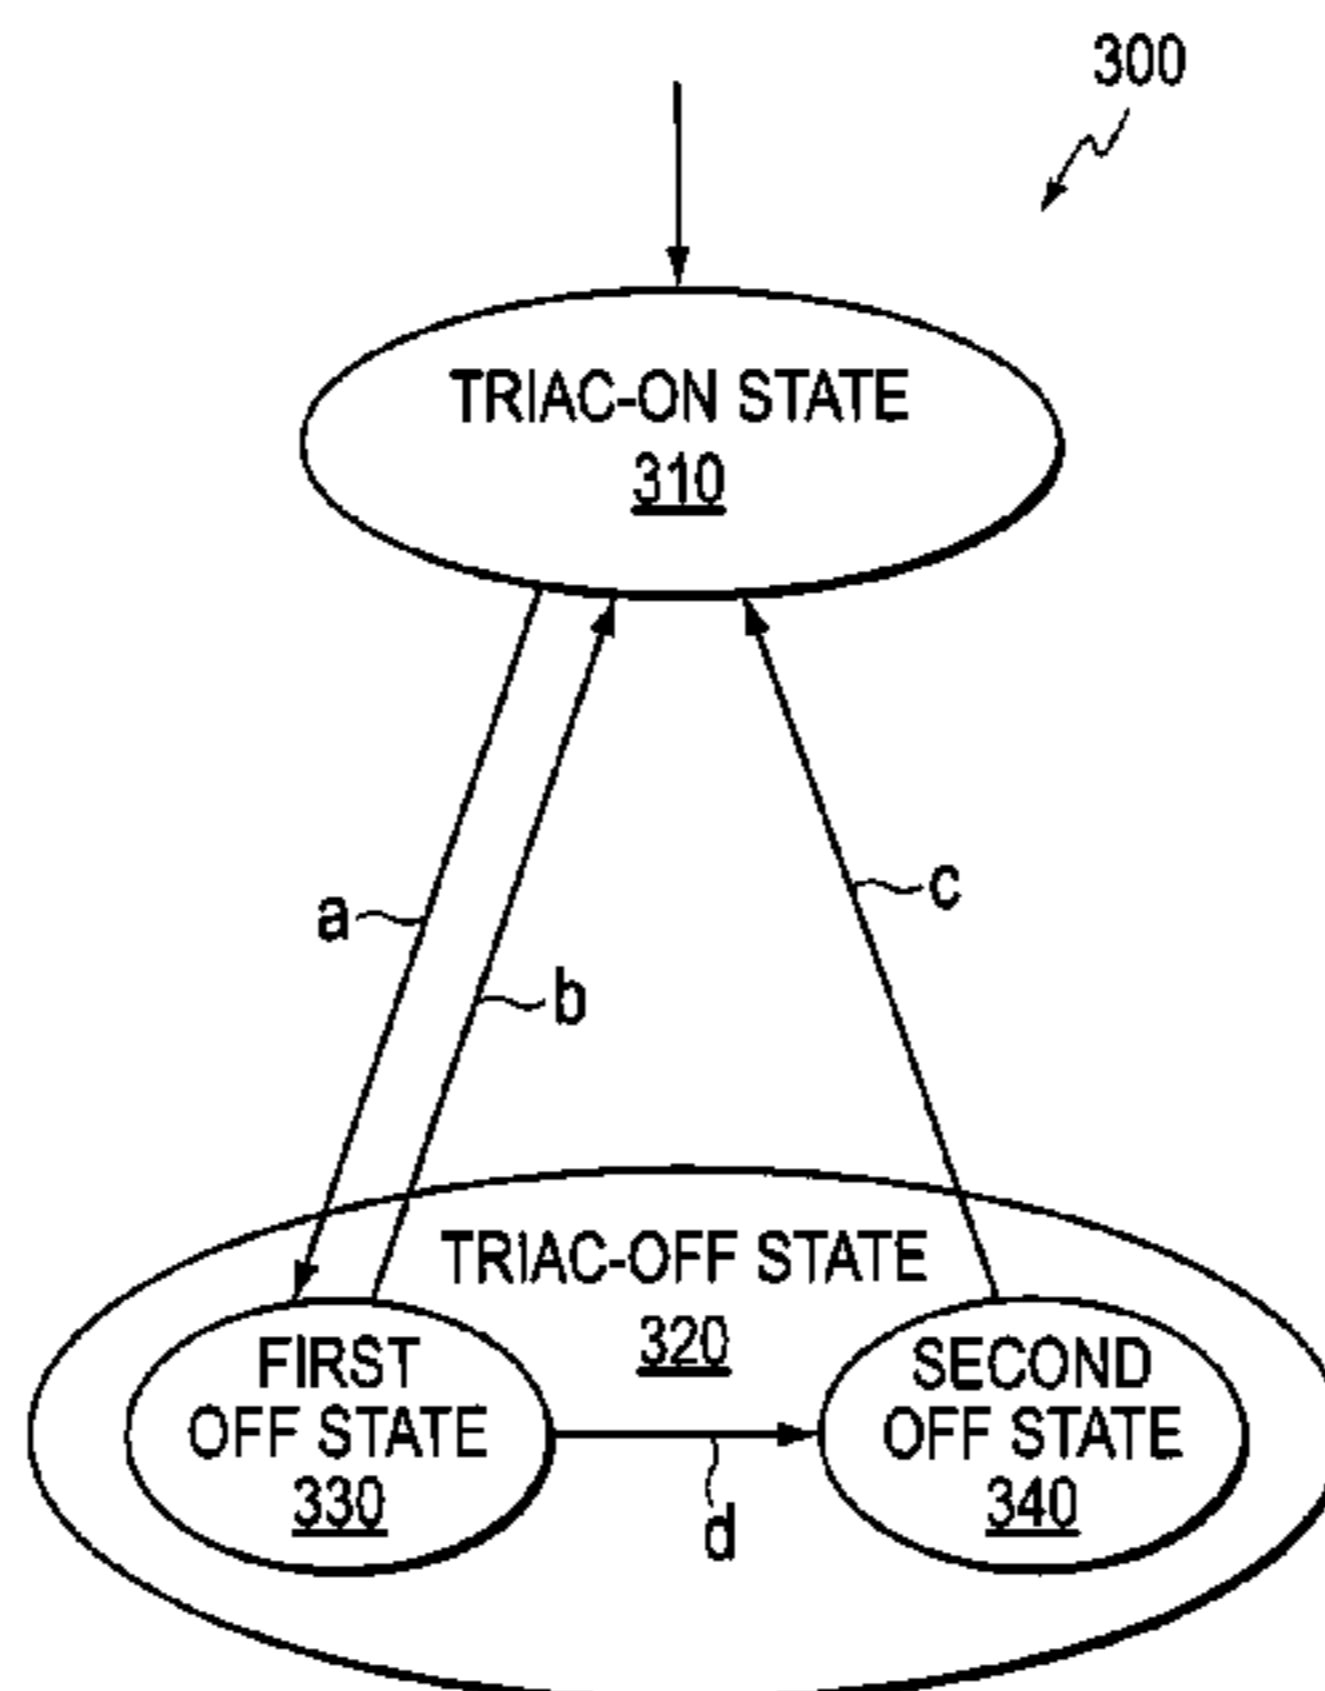 300
TRIAC-ON STATE
310
a
b
c
TRIAC-OFF STATE
320
FIRST
OFF STATE
330
SECOND
OFF STATE
340
d